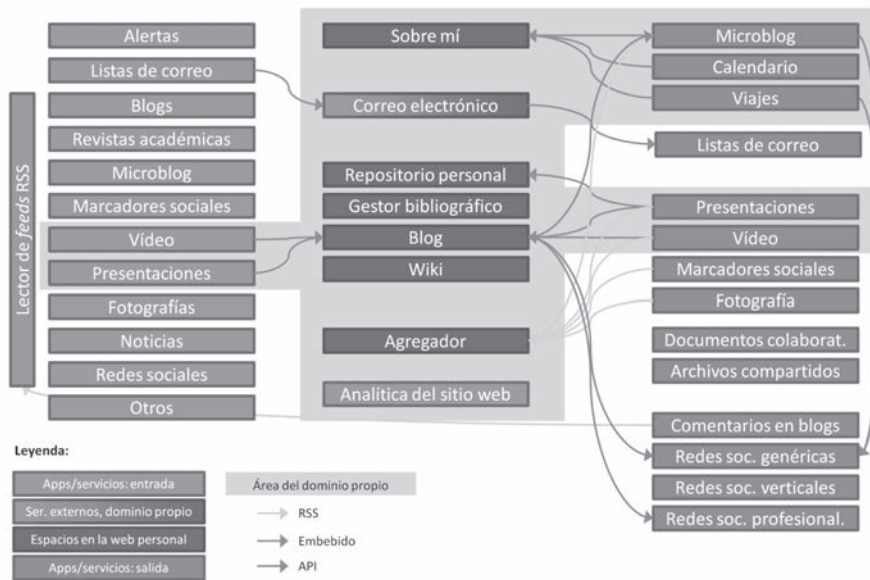 Lector de feeds RSS
Alertas
Listas de correo
Blogs
Revistas académicas
Microblog
Marcadores sociales
Vídeo
Presentaciones
Fotografías
Noticias
Redes sociales
Otros
Sobre mí
Correo electrónico
Repositorio personal
Gestor bibliográfico
Blog
Wiki
Agregador
Analítica del sitio web
Microblog
Calendario
Viajes
Listas de correo
Presentaciones
Vídeo
Marcadores sociales
Fotografía
Documentos colaborat.
Archivos compartidos
Comentarios en blogs
Redes soc. genéricas
Redes soc. verticales
Redes soc. profesional.
Leyenda:
Apps/servicios: entrada
Ser. externos, dominio propio
Espacios en la web personal
Apps/servicios: salida
Área del dominio propio
RSS
Embebido
API